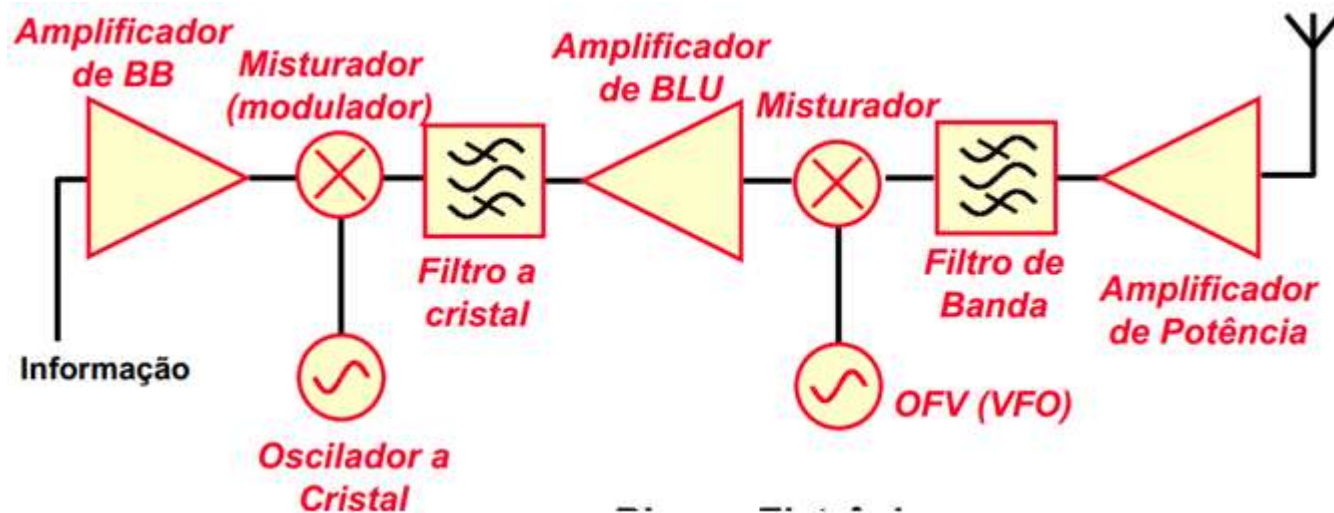 Amplificador
de BB
Misturador
(modulador)
Amplificador
de BLU
Misturador
Filtro a
cristal
Filtro de
Banda
Amplificador
de Potência
Informação
OFV (VFO)
Oscilador a
Cristal